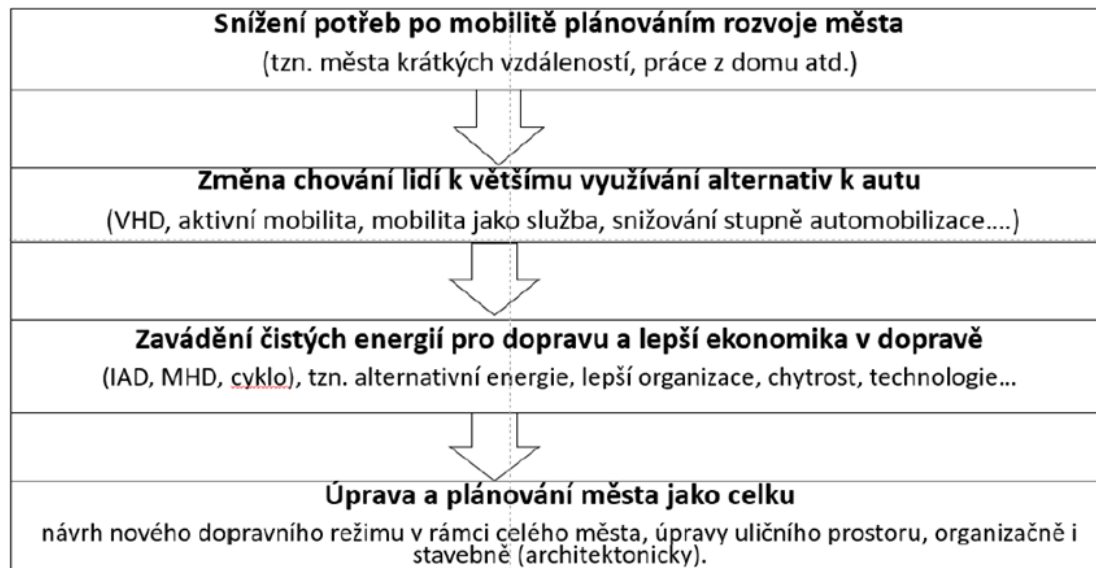 Snížení potřeb po mobilitě plánováním rozvoje města
(tzn. města krátkých vzdáleností, práce z domu atd.)
Změna chování lidí k většímu využívání alternativ k autu
(VHD, aktivní mobilita, mobilita jako služba, snižování stupně automobilizace....)
Zavádění čistých energií pro dopravu a lepší ekonomika v dopravě
(IAD, MHD, cyklo), tzn. alternativní energie, lepší organizace, chytrost, technologie...
Úprava a plánování města jako celku
návrh nového dopravního režimu v rámci celého města, úpravy uličního prostoru, organizačně i
stavebně (architektonicky).